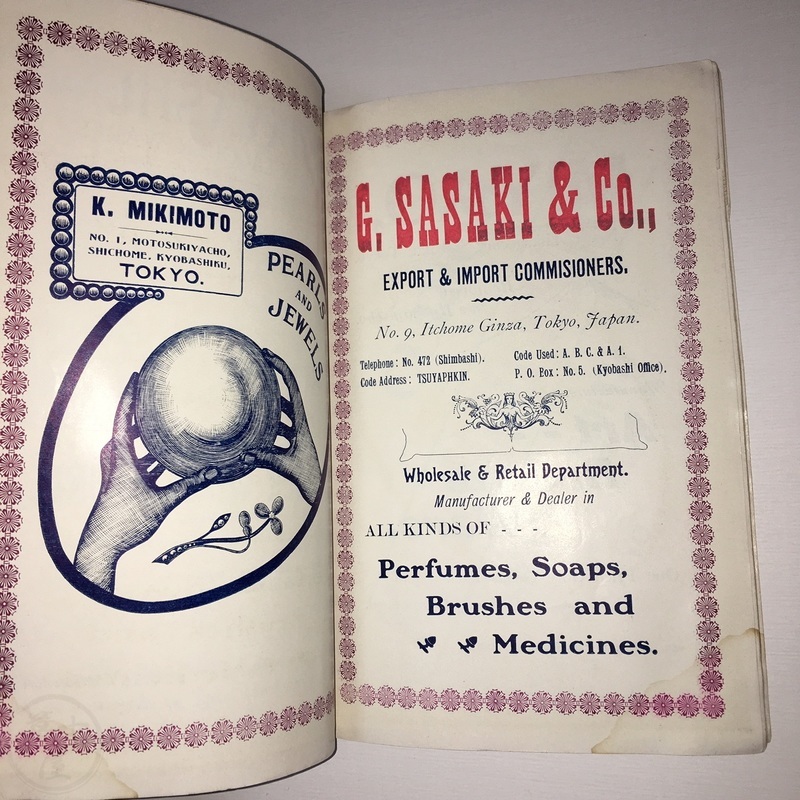 K. MIKIMOTO
NO. 1, MOTOSUKIYACHO,
SHICHOME, KYOBASHIKU,
TOKYO.
PEARLS
AND
JEWELS
G. SASAKI & Co.,
EXPORT & IMPORT COMMISIONERS.
No. 9, Itchome Ginza, Tokyo, Japan.
Telephone: No. 472 (Shimbashi). Code Used: A. B. C. & A. 1.
Code Address: TSUYAPHKIN. P. O. Box: No. 5. (Kyobashi Office).
Wholesale & Retail Department.
Manufacturer & Dealer in
ALL KINDS OF - - -
Perfumes, Soaps,
Brushes and
Medicines.